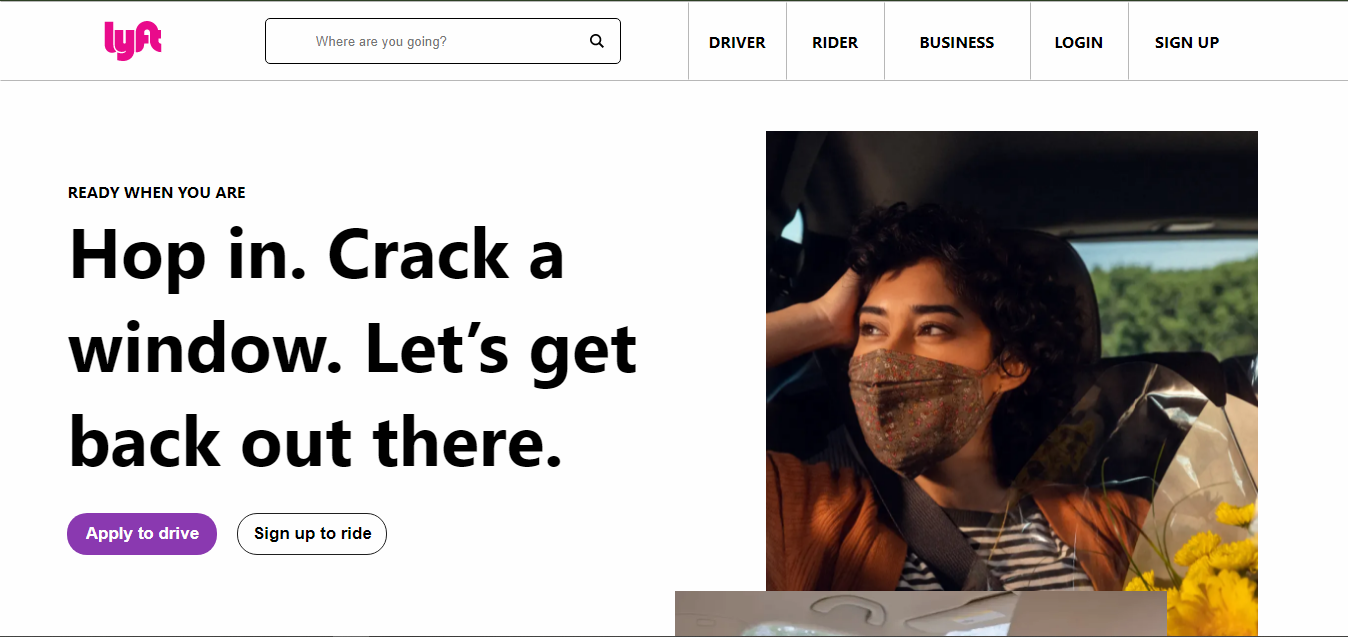 lyft
Where are you going?
DRIVER
RIDER
BUSINESS
LOGIN
SIGN UP
READY WHEN YOU ARE
Hop in. Crack a
window. Let’s get
back out there.
Apply to drive
Sign up to ride